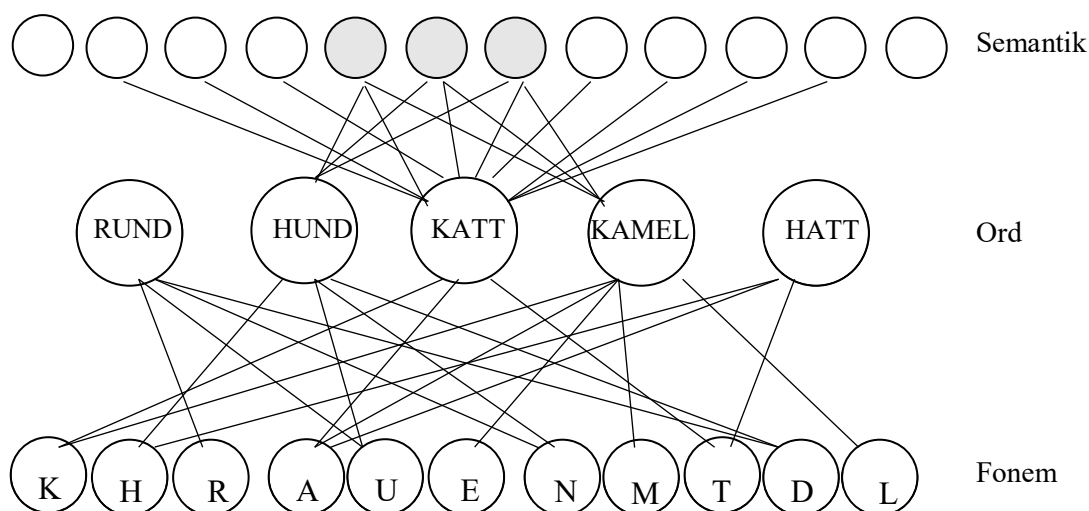 Semantik
RUND HUND KATT KAMEL HATT Ord
K H R A U E N M T D L Fonem